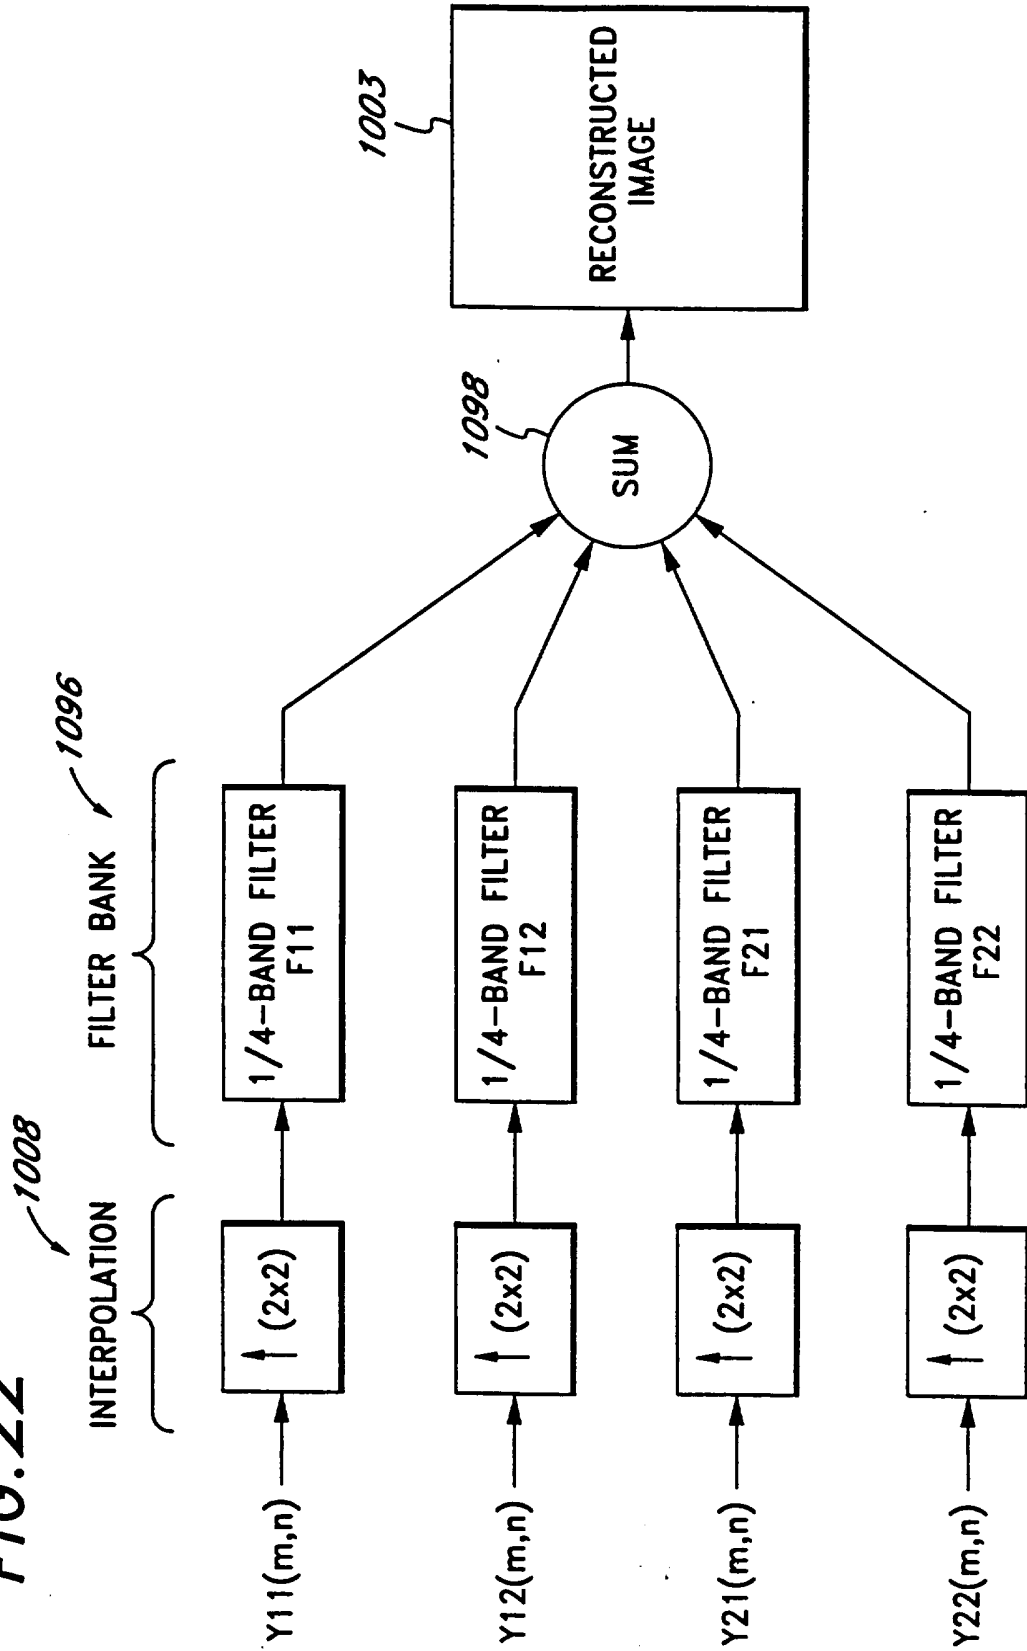 FIG. 22
INTERPOLATION
1008
FILTER BANK
1096
Y11(m,n)
↑ (2x2)
1/4-BAND FILTER
F11
Y12(m,n)
↑ (2x2)
1/4-BAND FILTER
F12
Y21(m,n)
↑ (2x2)
1/4-BAND FILTER
F21
Y22(m,n)
↑ (2x2)
1/4-BAND FILTER
F22
1098
SUM
1003
RECONSTRUCTED
IMAGE